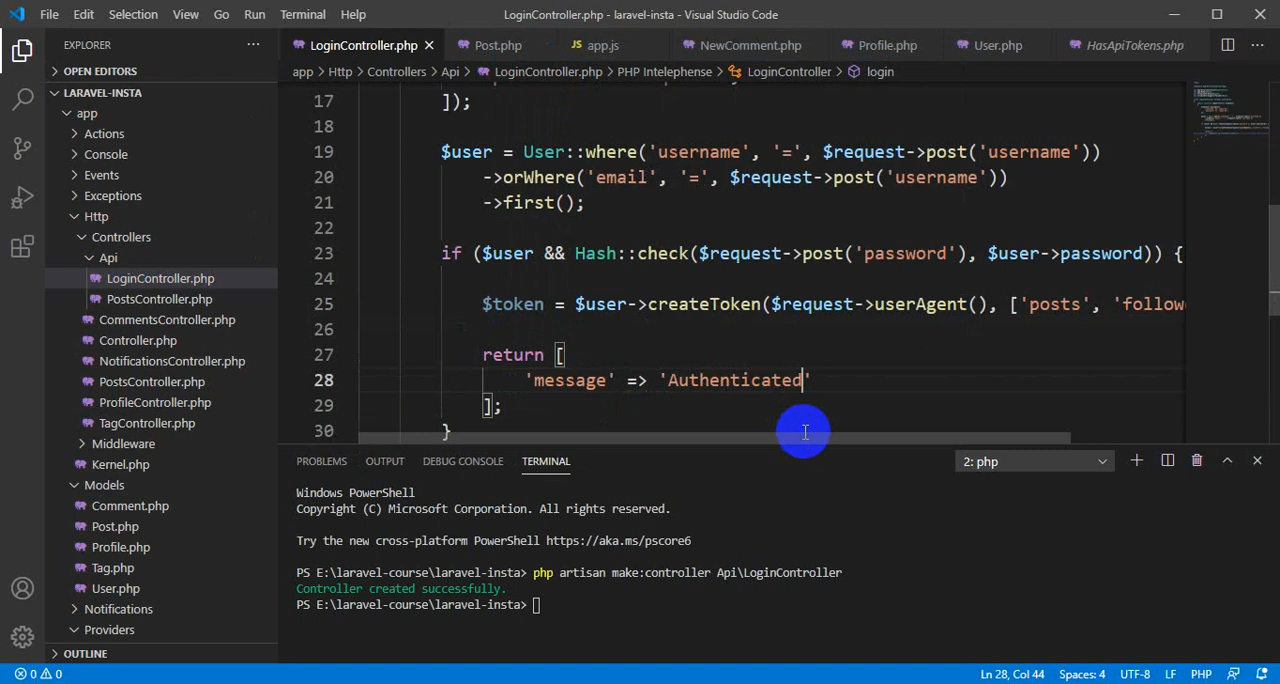 File Edit Selection View Go Run Terminal Help LoginController.php - laravel-insta - Visual Studio Code
EXPLORER ··· LoginController.php Post.php JS app.js NewComment.php Profile.php User.php HasApiTokens.php ···
OPEN EDITORS
app > Http > Controllers > Api > LoginController.php > PHP Intelephense > LoginController > login
LARAVEL-INSTA
app
Actions
Console
Events
Exceptions
Http
Controllers
Api
LoginController.php
PostsController.php
CommentsController.php
Controller.php
NotificationsController.php
PostsController.php
ProfileController.php
TagController.php
Middleware
Kernel.php
Models
Comment.php
Post.php
Profile.php
Tag.php
User.php
Notifications
Providers
OUTLINE
17 ]);
18
19 $user = User::where('username', '=', $request->post('username'))
20 ->orWhere('email', '=', $request->post('username'))
21 ->first();
22
23 if ($user && Hash::check($request->post('password'), $user->password)) {
24
25 $token = $user->createToken($request->userAgent(), ['posts', 'follow
26
27 return [
28 'message' => 'Authenticated'
29 ];
30 }
PROBLEMS OUTPUT DEBUG CONSOLE TERMINAL 2: php
Windows PowerShell
Copyright (C) Microsoft Corporation. All rights reserved.
Try the new cross-platform PowerShell https://aka.ms/pscore6
PS E:\laravel-course\laravel-insta> php artisan make:controller Api\LoginController
Controller created successfully.
PS E:\laravel-course\laravel-insta>
0 0 Ln 28, Col 44 Spaces: 4 UTF-8 LF PHP